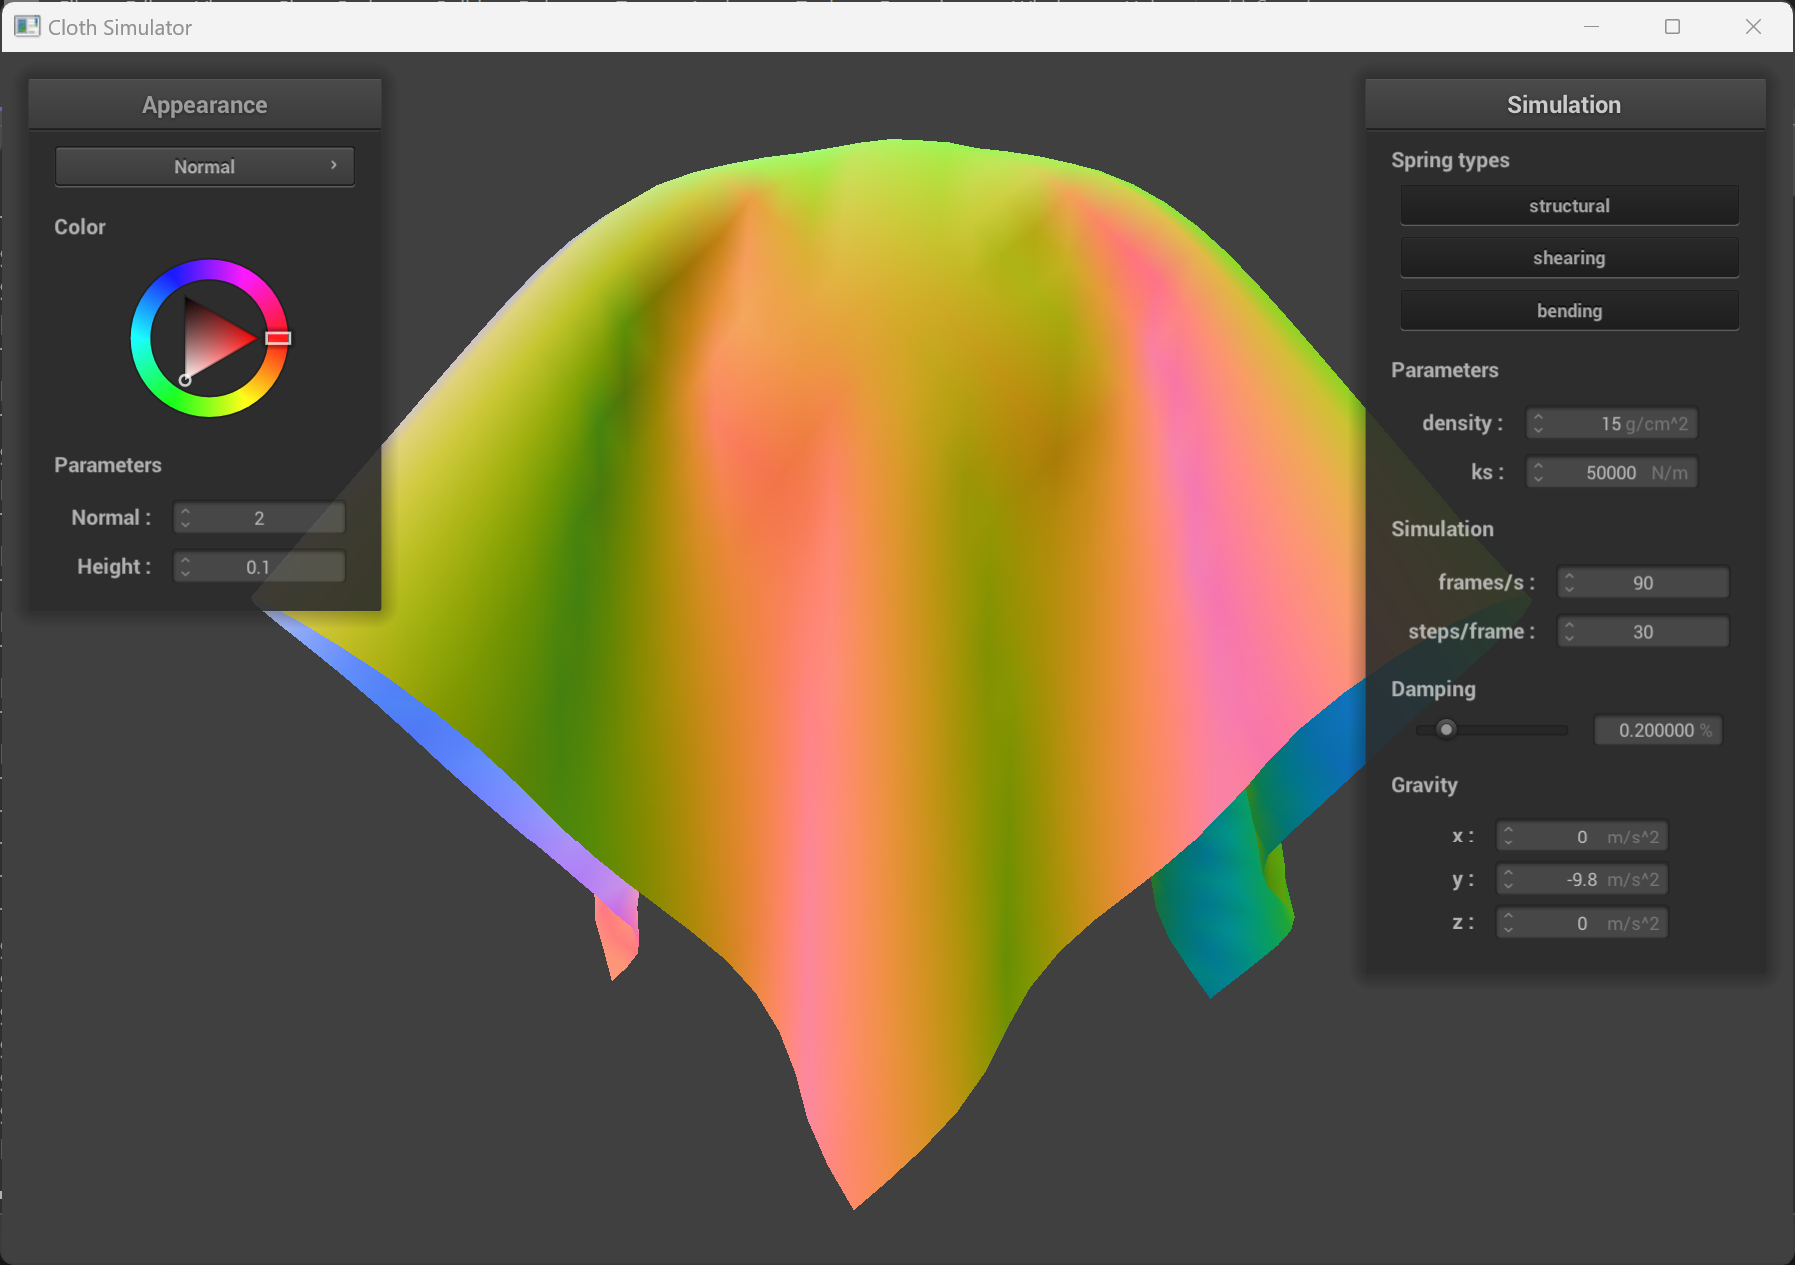 Cloth Simulator
Appearance
Normal
Color
Parameters
Normal : 2
Height : 0.1
Simulation
Spring types
structural
shearing
bending
Parameters
density : 15 g/cm^2
ks : 50000 N/m
Simulation
frames/s : 90
steps/frame : 30
Damping
0.200000 %
Gravity
x : 0 m/s^2
y : -9.8 m/s^2
z : 0 m/s^2